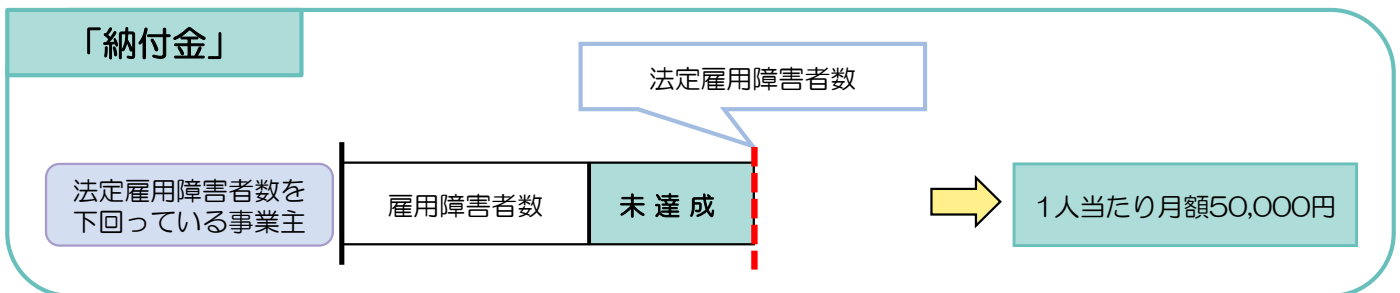 「納付金」
法定雇用障害者数
法定雇用障害者数を
下回っている事業主
雇用障害者数
未達成
1人当たり月額50,000円